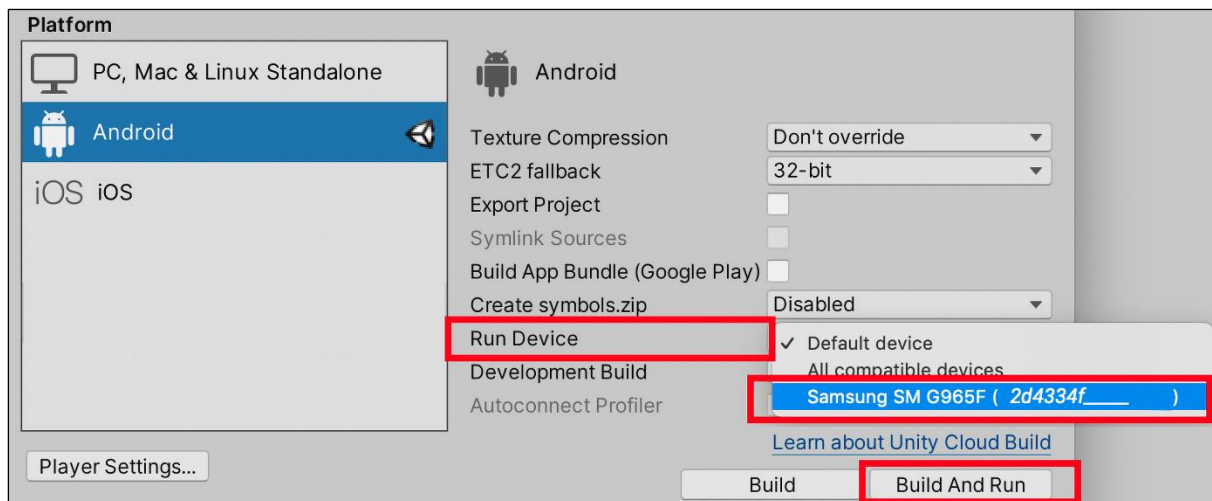 Platform
PC, Mac & Linux Standalone
Android
iOS iOS
Android
Texture Compression Don't override
ETC2 fallback 32-bit
Export Project
Symlink Sources
Build App Bundle (Google Play)
Create symbols.zip Disabled
Run Device
✓ Default device
Development Build
All compatible devices
Samsung SM G965F ( 2d4334f_____ )
Autoconnect Profiler
Learn about Unity Cloud Build
Player Settings...
Build Build And Run